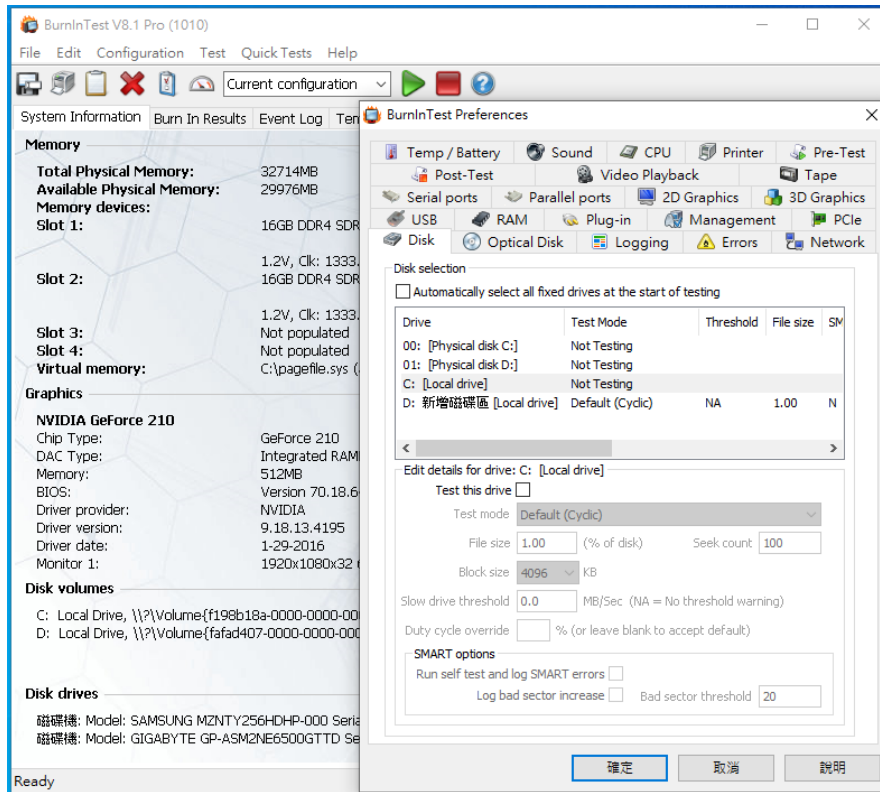 BurnInTest V8.1 Pro (1010)
File Edit Configuration Test Quick Tests Help
Current configuration
System Information Burn In Results Event Log
Memory
Total Physical Memory: 32714MB
Available Physical Memory: 29976MB
Memory devices:
Slot 1: 16GB DDR4
1.2V, Clk: 1333.
Slot 2: 16GB DDR4
1.2V, Clk: 1333.
Slot 3: Not populated
Slot 4: Not populated
Virtual memory: C:\pagefile.sys
Graphics
NVIDIA GeForce 210
Chip Type: GeForce 210
DAC Type: Integrated
Memory: 512MB
BIOS: Version 70.18.6
Driver provider: NVIDIA
Driver version: 9.18.13.4195
Driver date: 1-29-2016
Monitor 1: 1920x1080x32
Disk volumes
C: Local Drive, \\?\Volume{f198b18a-0000-0000-00
D: Local Drive, \\?\Volume{fafad407-0000-0000-000
Disk drives
磁碟機: Model: SAMSUNG MZNTY256HDHP-000
磁碟機: Model: GIGABYTE GP-ASM2NE6500GTTD
Ready
BurnInTest Preferences
Temp / Battery Sound CPU Printer Pre-Test
Post-Test Video Playback Tape
Serial ports Parallel ports 2D Graphics 3D Graphics
USB RAM Plug-in Management PCIe
Disk Optical Disk Logging Errors Network
Disk selection
Automatically select all fixed drives at the start of testing
Drive Test Mode Threshold File size
00: [Physical disk C:] Not Testing
01: [Physical disk D:] Not Testing
C: [Local drive] Not Testing
D: 新增磁碟區 [Local drive] Default (Cyclic) NA 1.00 N
Edit details for drive: C: [Local drive]
Test this drive
Test mode Default (Cyclic)
File size 1.00 (% of disk) Seek count 100
Block size 4096 KB
Slow drive threshold 0.0 MB/Sec (NA = No threshold warning)
Duty cycle override % (or leave blank to accept default)
SMART options
Run self test and log SMART errors
Log bad sector increase Bad sector threshold 20
確定 取消 說明